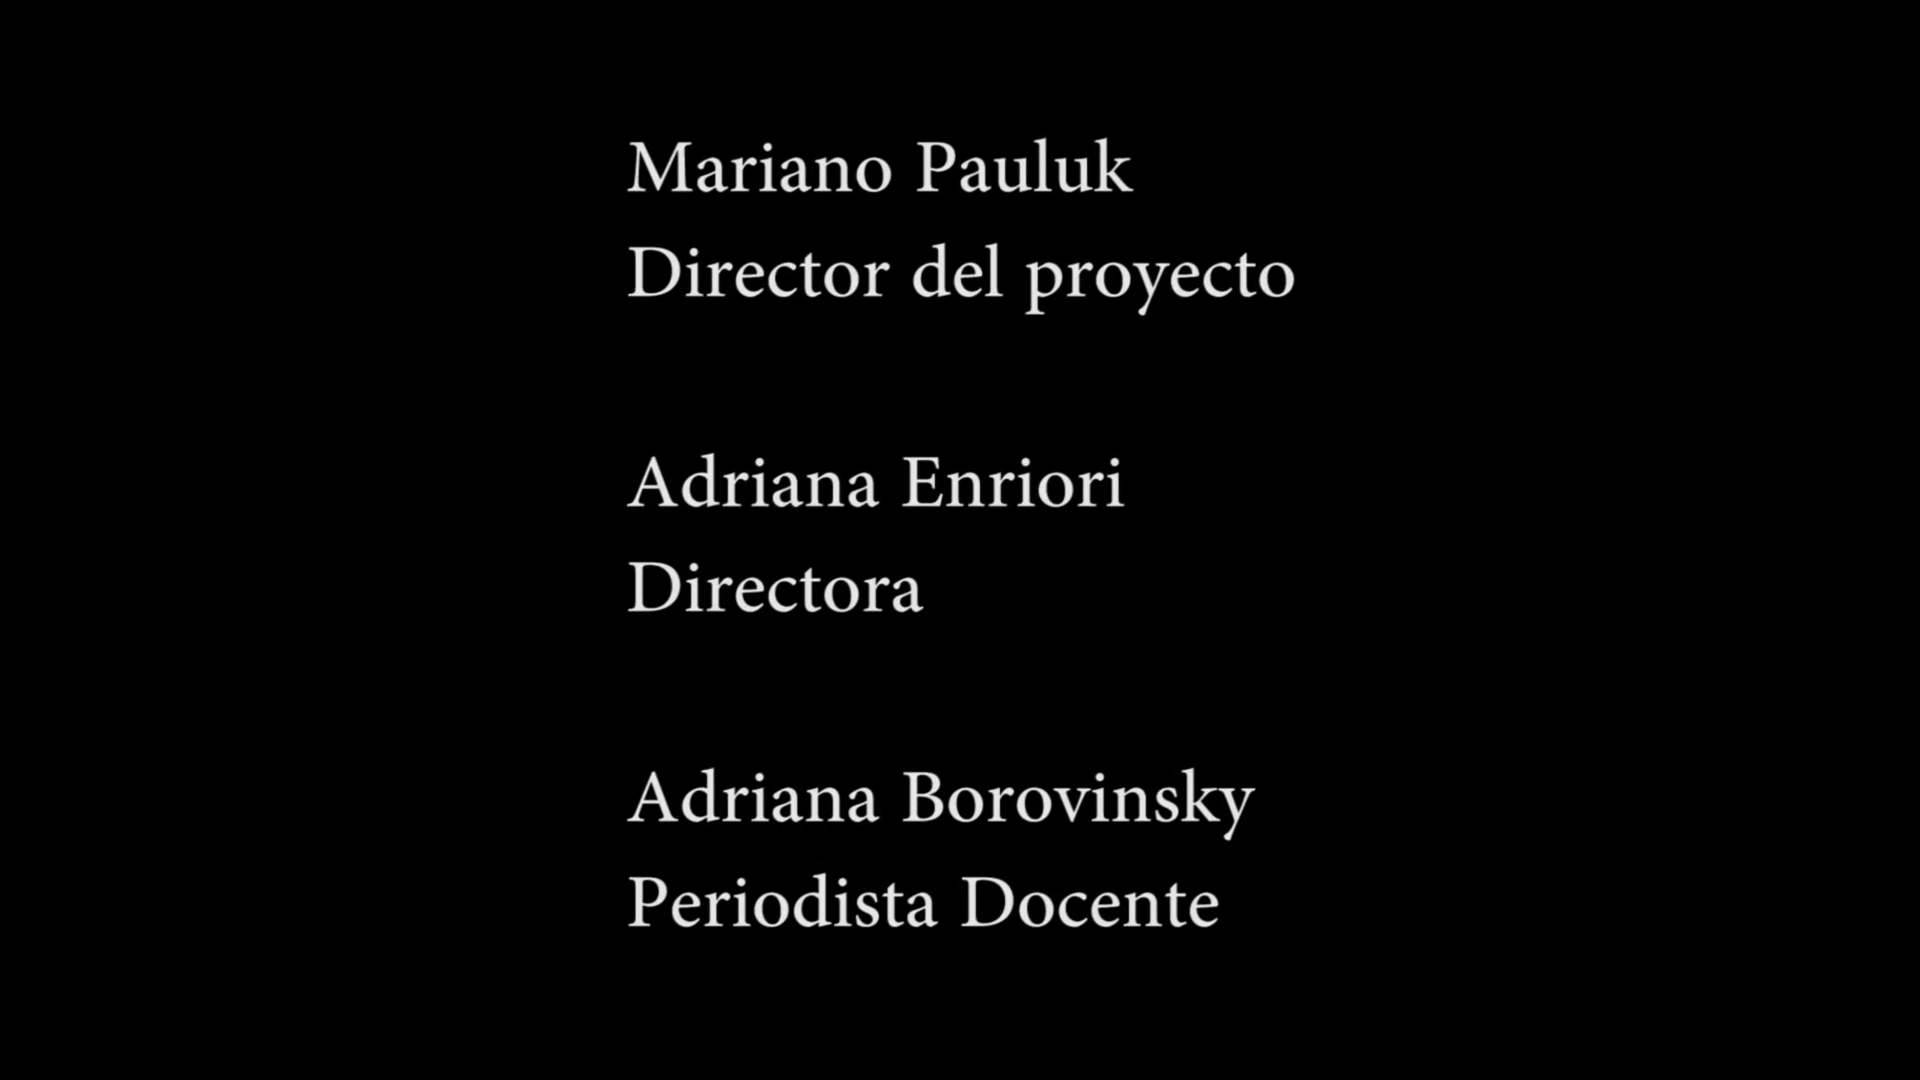 Mariano Pauluk
Director del proyecto
Adriana Enriori
Directora
Adriana Borovinsky
Periodista Docente